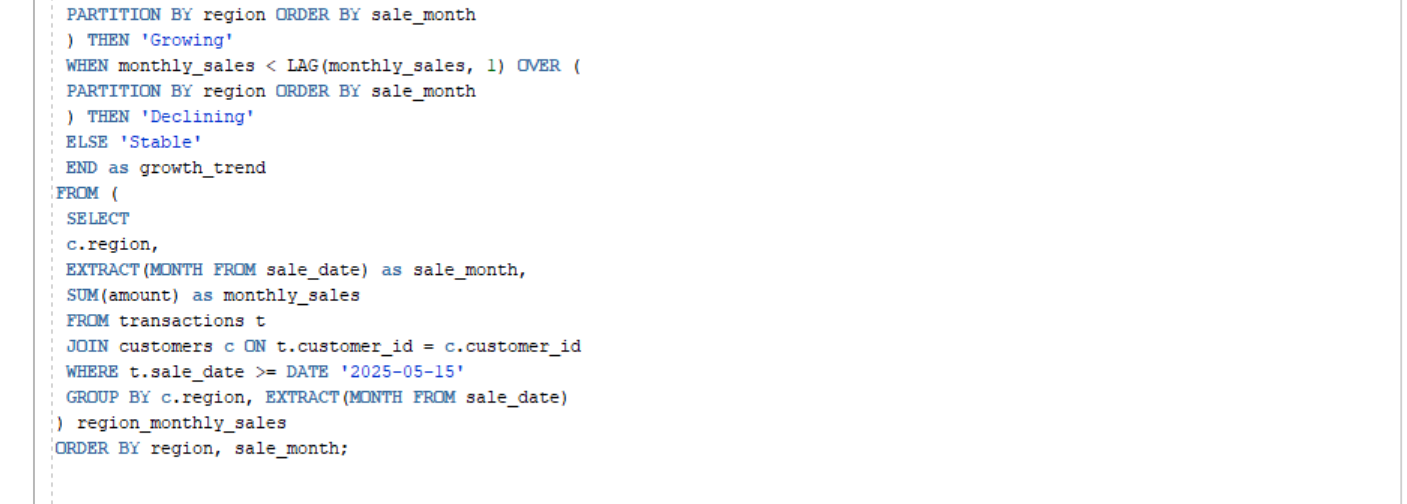 PARTITION BY region ORDER BY sale_month
) THEN 'Growing'
WHEN monthly_sales < LAG(monthly_sales, 1) OVER (
PARTITION BY region ORDER BY sale_month
) THEN 'Declining'
ELSE 'Stable'
END as growth_trend
FROM (
SELECT
c.region,
EXTRACT(MONTH FROM sale_date) as sale_month,
SUM(amount) as monthly_sales
FROM transactions t
JOIN customers c ON t.customer_id = c.customer_id
WHERE t.sale_date >= DATE '2025-05-15'
GROUP BY c.region, EXTRACT(MONTH FROM sale_date)
) region_monthly_sales
ORDER BY region, sale_month;